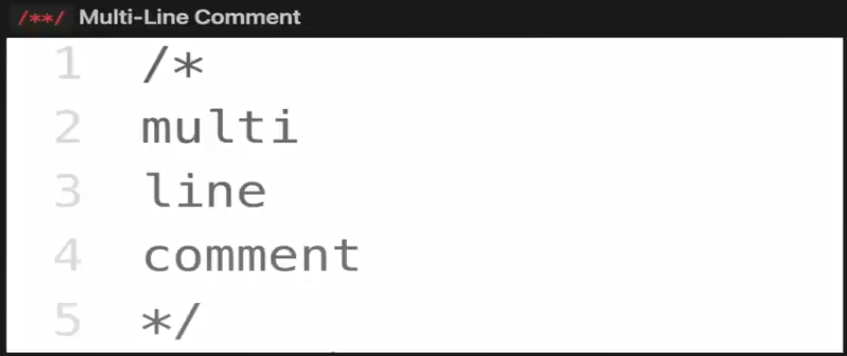 /**/ Multi-Line Comment
1 /*
2 multi
3 line
4 comment
5 */